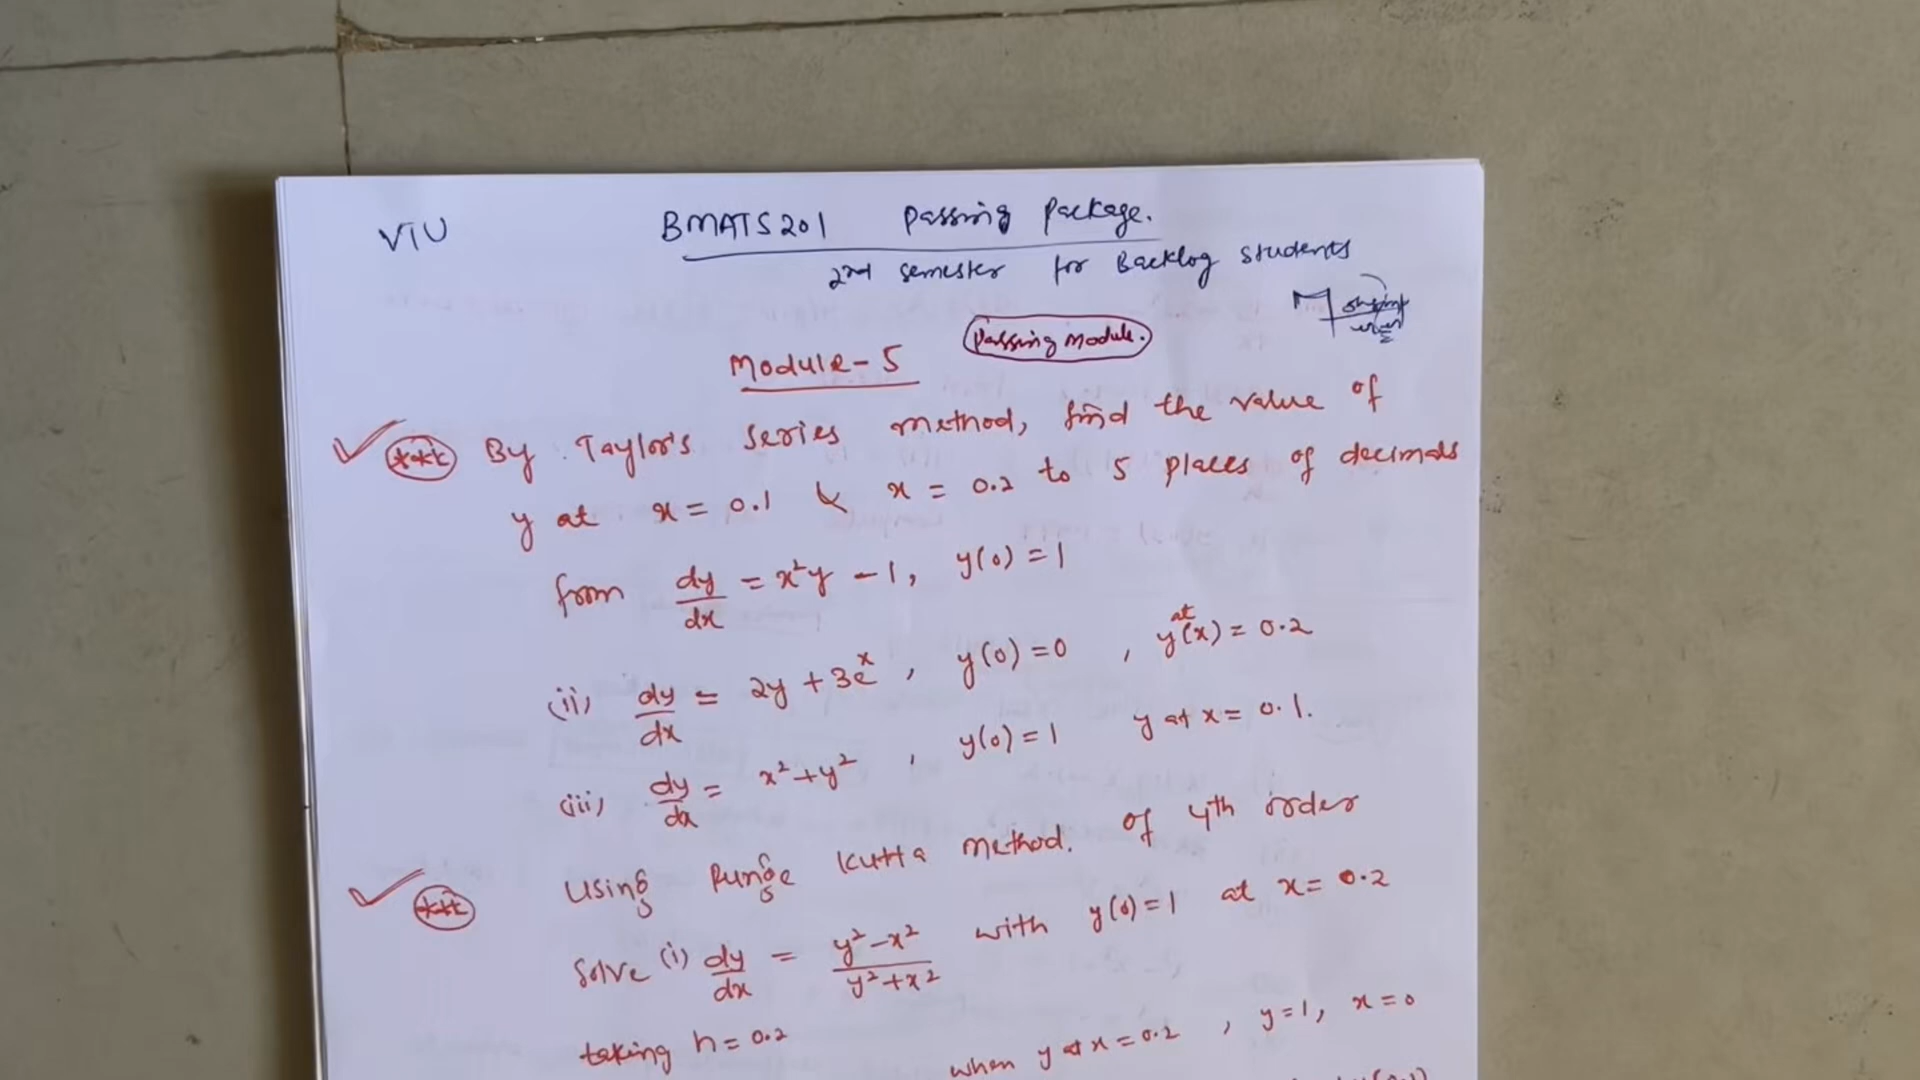 VTU
BMATS201 Passing Package.
2nd semester for Backlog students
Passing Module.
Module-5
*** By Taylor's series method, find the value of
y at x = 0.1 & x = 0.2 to 5 places of decimals
from dy/dx = x²y - 1, y(0) = 1
(ii) dy/dx = 2y + 3e^x, y(0) = 0, at y(x) = 0.2
(iii) dy/dx = x² + y², y(0) = 1 y at x = 0.1.
*** Using Runge Kutta method. of 4th order
Solve (i) dy/dx = y² - x² / y² + x² with y(0) = 1 at x = 0.2
taking h = 0.2
when y at x = 0.2, y = 1, x = 0